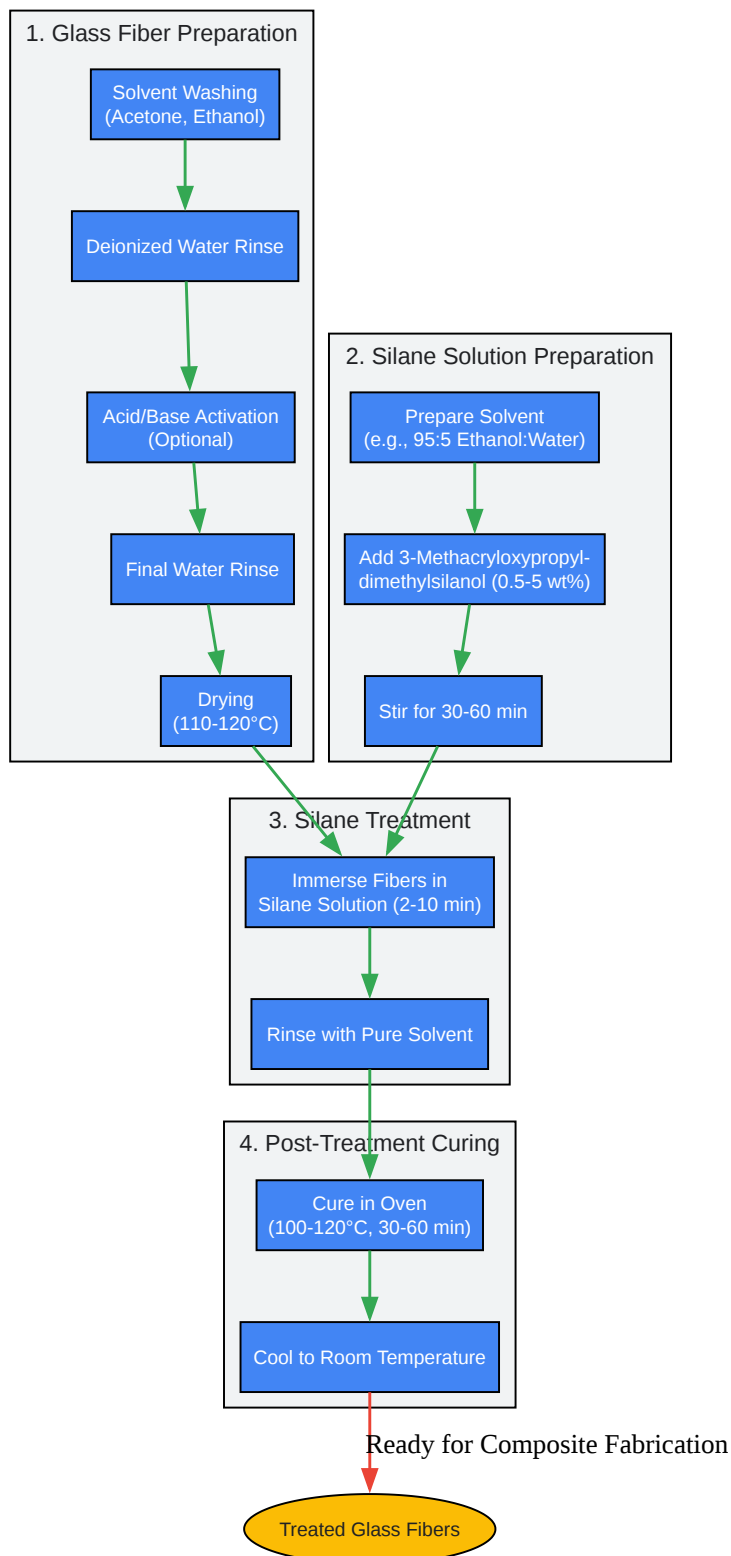 1. Glass Fiber Preparation
Solvent Washing
(Acetone, Ethanol)
Deionized Water Rinse
Acid/Base Activation
(Optional)
Final Water Rinse
Drying
(110-120°C)
2. Silane Solution Preparation
Prepare Solvent
(e.g., 95:5 Ethanol:Water)
Add 3-Methacryloxypropyl-
dimethylsilanol (0.5-5 wt%)
Stir for 30-60 min
3. Silane Treatment
Immerse Fibers in
Silane Solution (2-10 min)
Rinse with Pure Solvent
4. Post-Treatment Curing
Cure in Oven
(100-120°C, 30-60 min)
Cool to Room Temperature
Ready for Composite Fabrication
Treated Glass Fibers